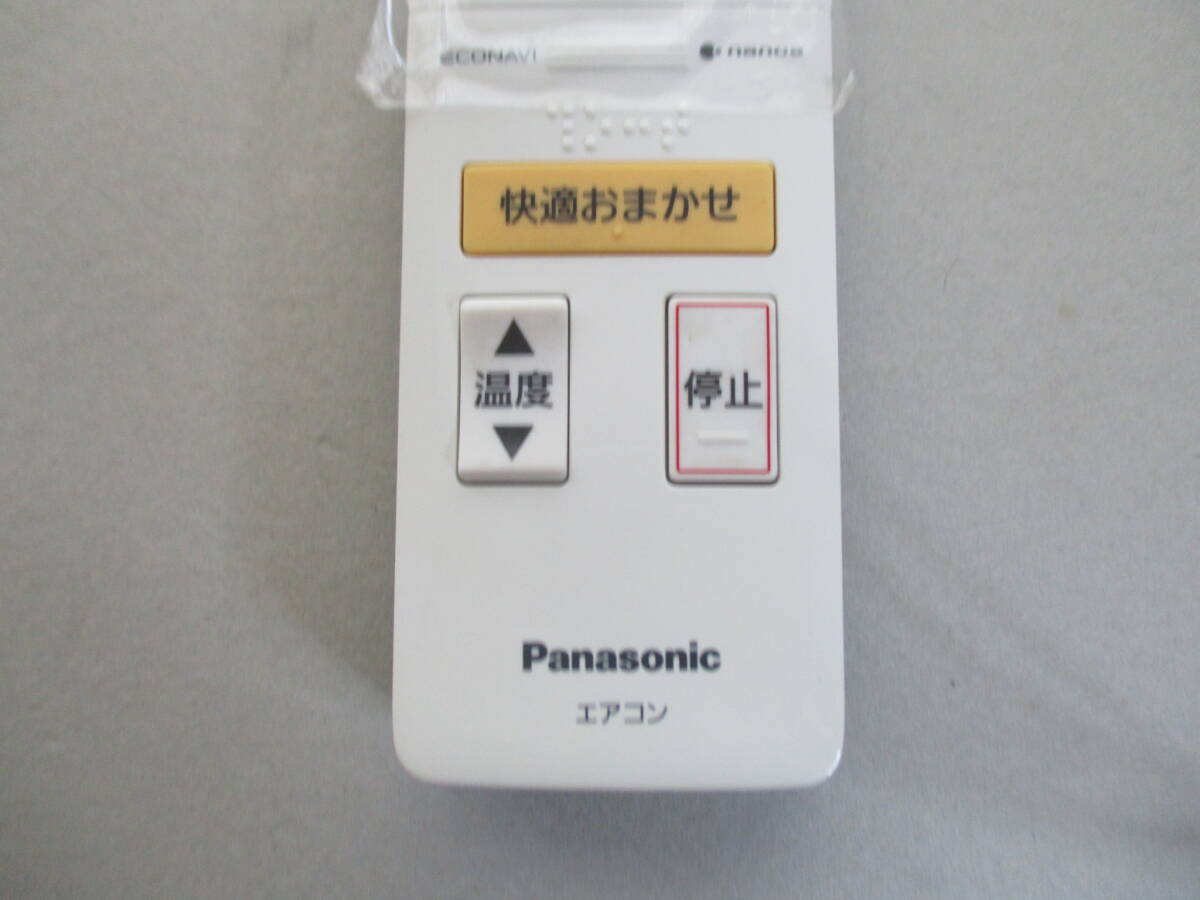 ECONAVI nanoe
快適おまかせ
▲
温度
▼
停止
Panasonic
エアコン